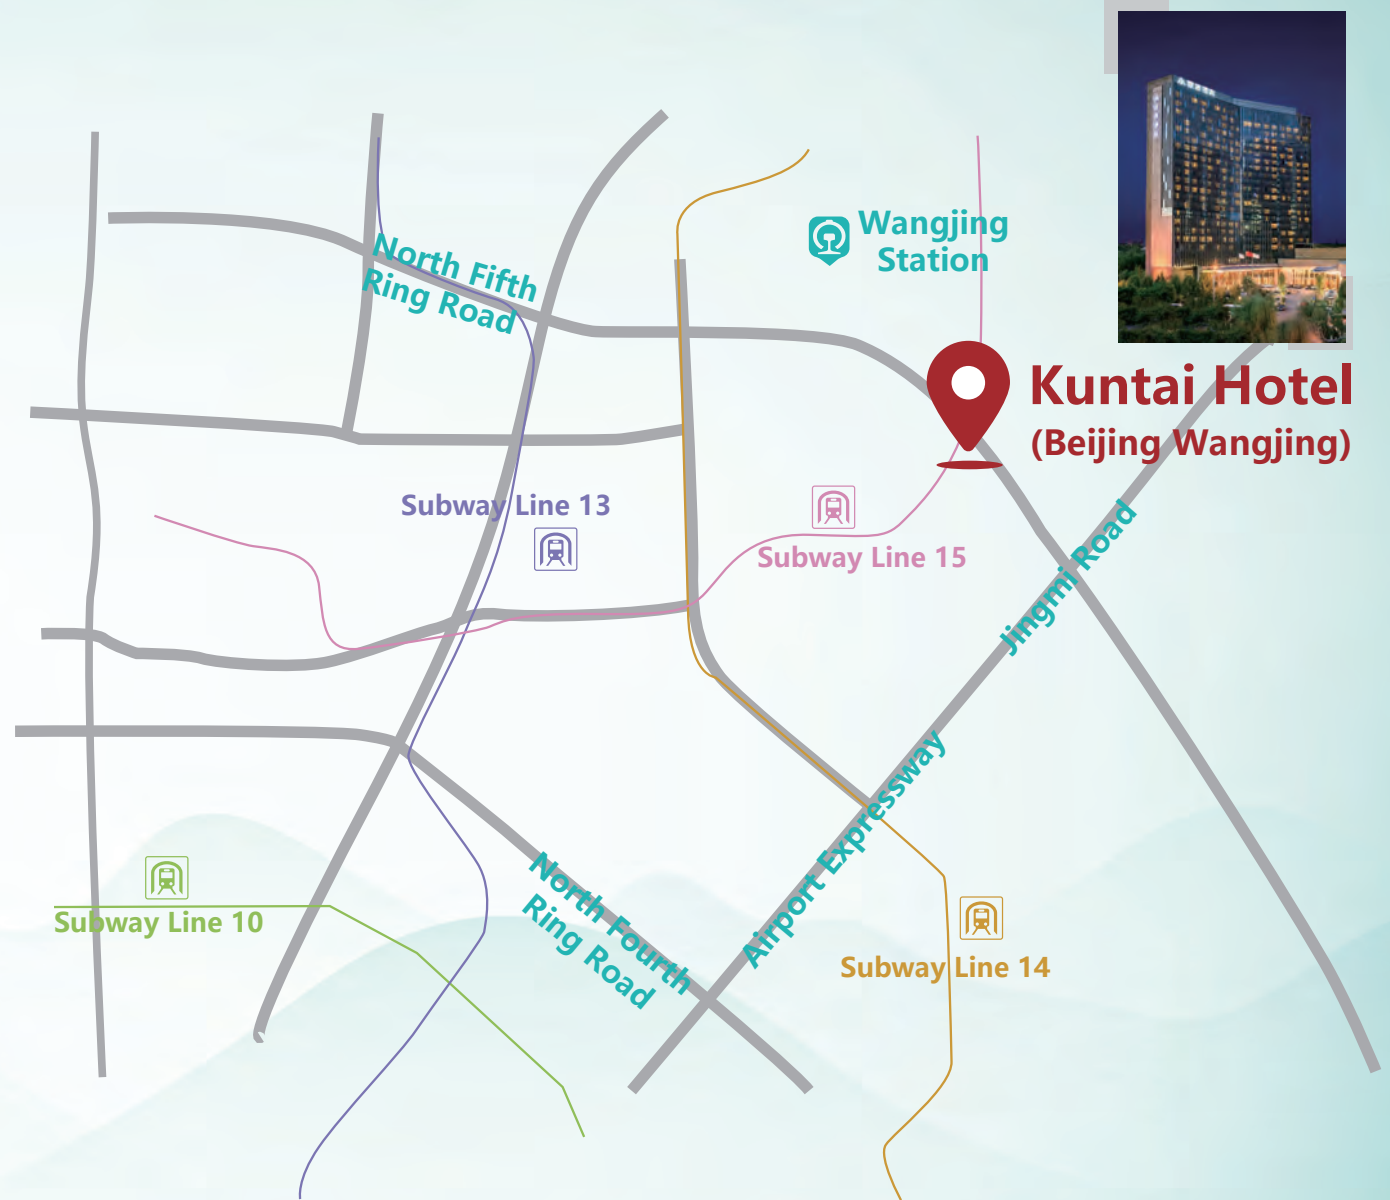 Wangjing
Station
North Fifth
Ring Road
Kuntai Hotel
(Beijing Wangjing)
Subway Line 13
Subway Line 15
Jingmi Road
Airport Expressway
North Fourth
Ring Road
Subway Line 10
Subway Line 14